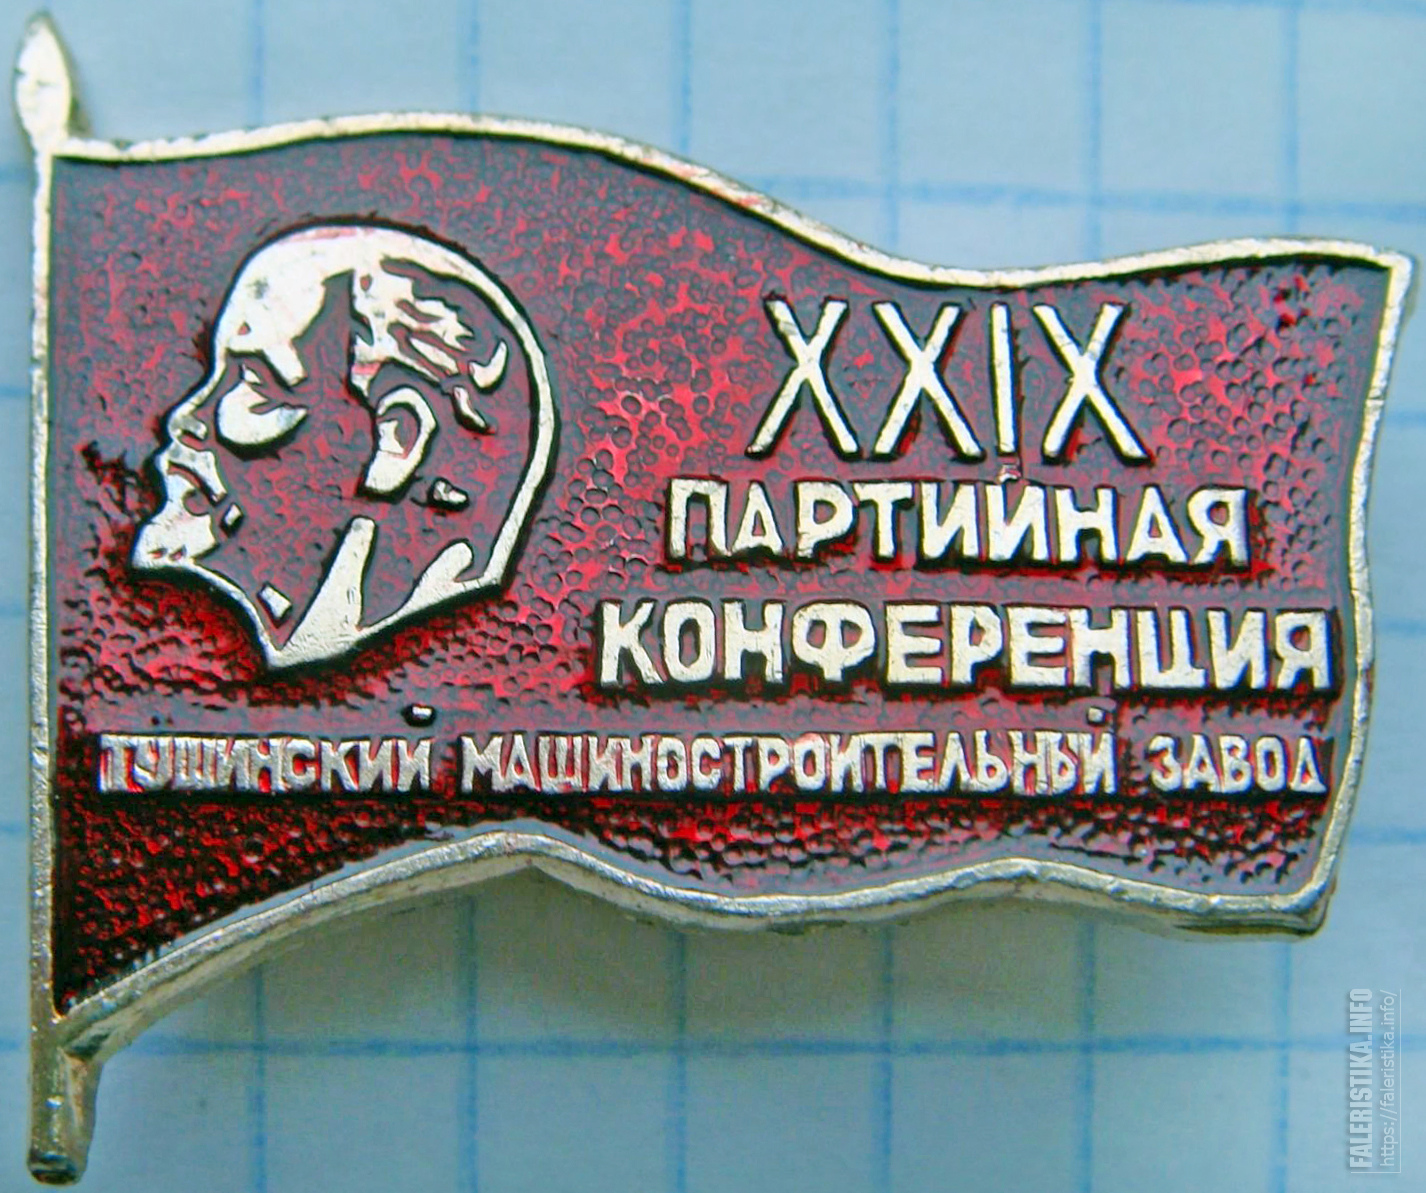 XXIX
ПАРТИЙНАЯ
КОНФЕРЕНЦИЯ
ТУШИНСКИЙ МАШИНОСТРОИТЕЛЬНЫЙ ЗАВОД
FALERISTIKA.INFO
https://faleristika.info/